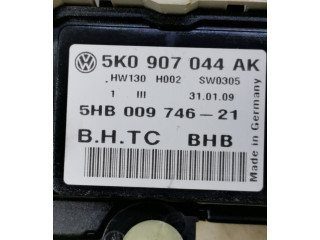 5K0 907 044 AK
HW130 H002 SW0305
1 III 31.01.09
5HB 009 746-21
B.H.TC BHB
Made in Germany